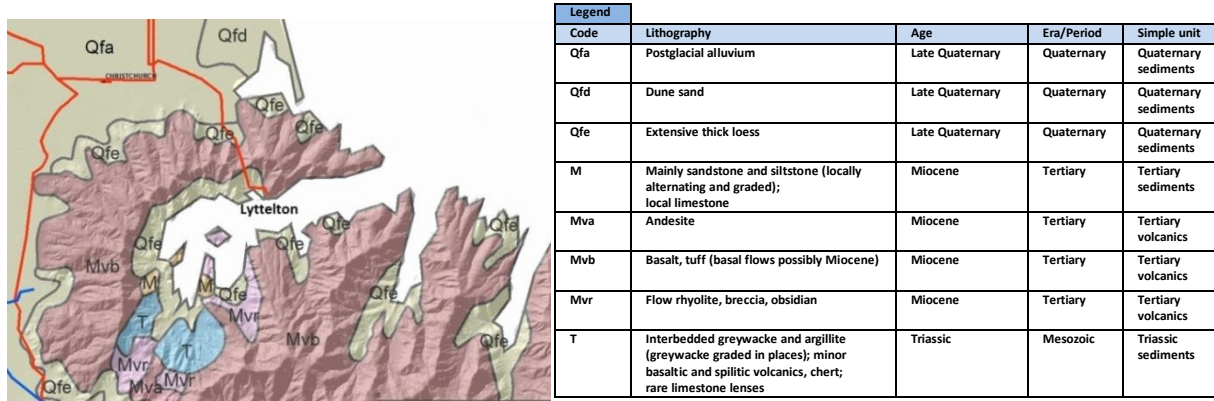 Qfa
Qfd
CHRISTCHURCH
Qfe
Qfe
Qfe
Qfe
Lyttelton
Qfe
Qfe
Qfe
Qfe
Mvb
M
M
Qfe
Qfe
Mvr
T
Mvb
T
Qfe
Mvr
Mvr
Qfe
Mva
Legend
Code Lithography Age Era/Period Simple unit
Qfa Postglacial alluvium Late Quaternary Quaternary Quaternary
sediments
Qfd Dune sand Late Quaternary Quaternary Quaternary
sediments
Qfe Extensive thick loess Late Quaternary Quaternary Quaternary
sediments
M Mainly sandstone and siltstone (locally Miocene Tertiary Tertiary
alternating and graded); sediments
local limestone
Mva Andesite Miocene Tertiary Tertiary
volcanics
Mvb Basalt, tuff (basal flows possibly Miocene) Miocene Tertiary Tertiary
volcanics
Mvr Flow rhyolite, breccia, obsidian Miocene Tertiary Tertiary
volcanics
T Interbedded greywacke and argillite Triassic Mesozoic Triassic
(greywacke graded in places); minor sediments
basaltic and spilitic volcanics, chert;
rare limestone lenses